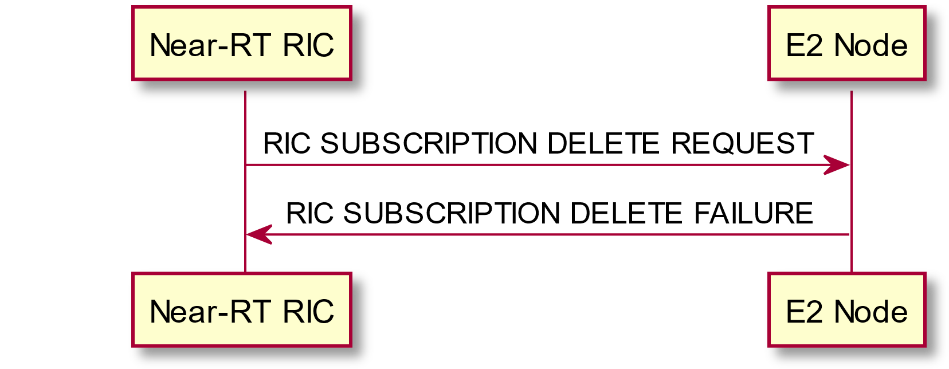 Near-RT RIC
E2 Node
RIC SUBSCRIPTION DELETE REQUEST
RIC SUBSCRIPTION DELETE FAILURE
Near-RT RIC
E2 Node